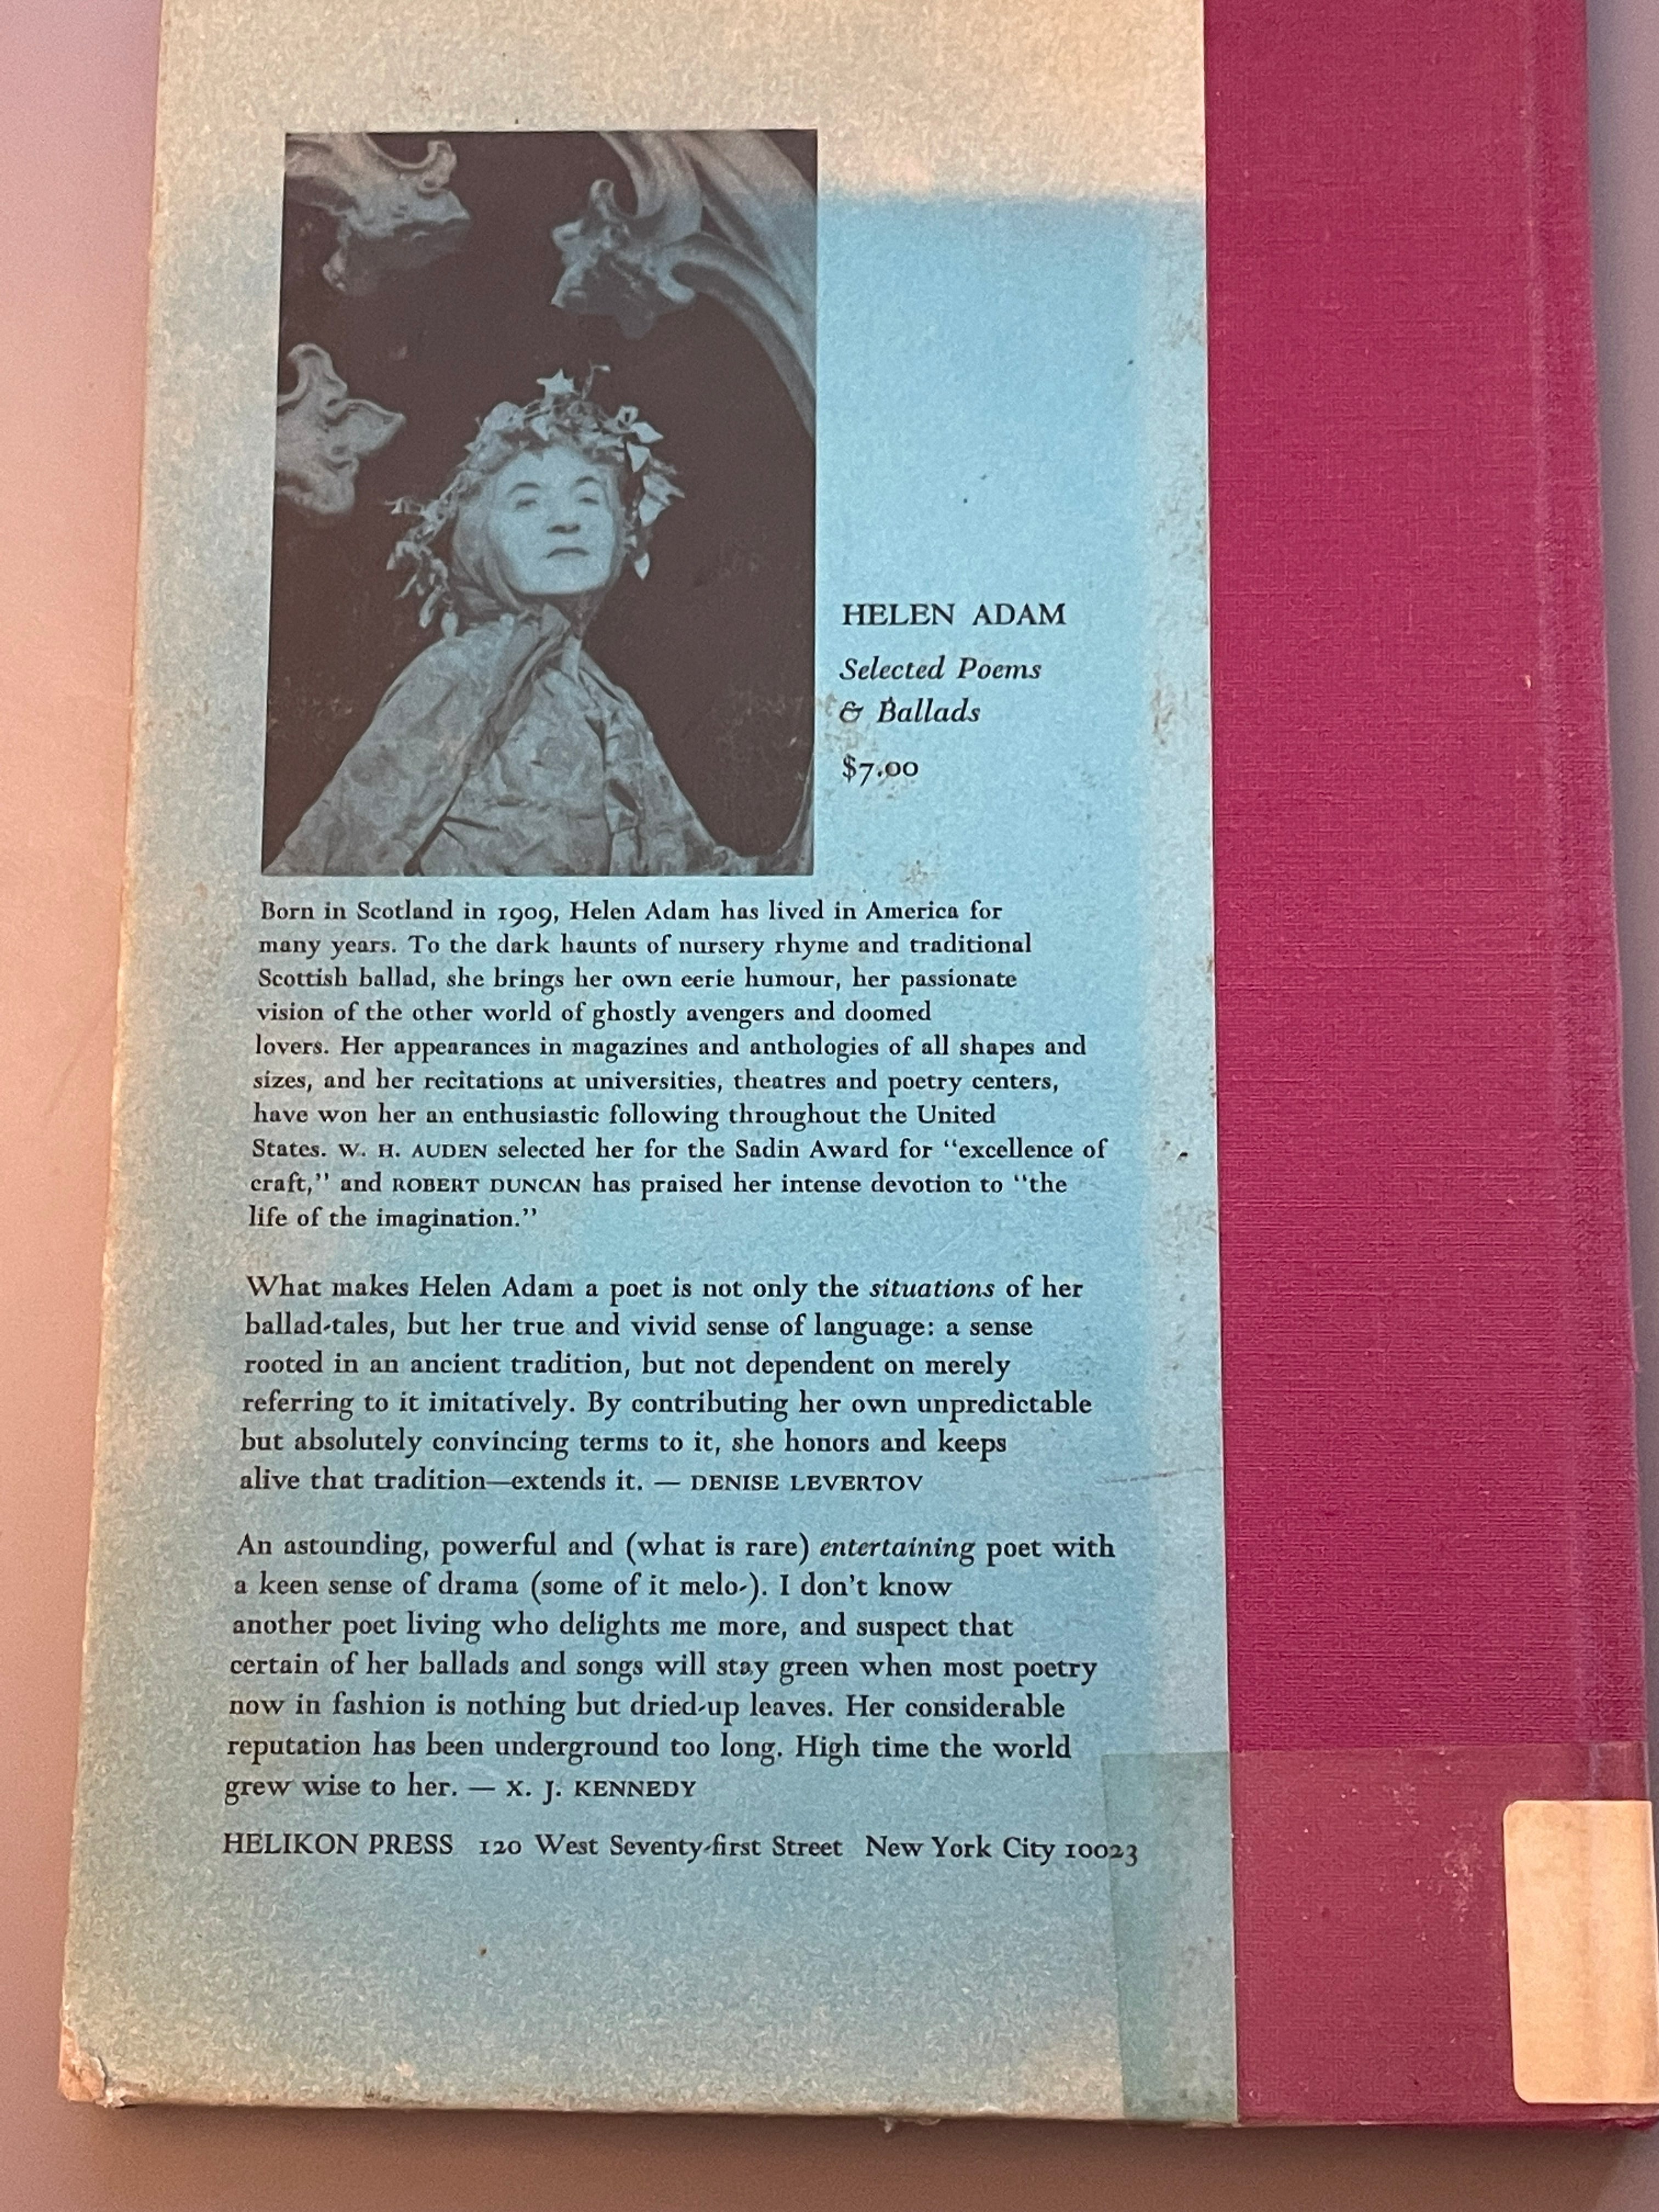 HELEN ADAM
Selected Poems
& Ballads
$7.00
Born in Scotland in 1909, Helen Adam has lived in America for
many years. To the dark haunts of nursery rhyme and traditional
Scottish ballad, she brings her own eerie humour, her passionate
vision of the other world of ghostly avengers and doomed
lovers. Her appearances in magazines and anthologies of all shapes and
sizes, and her recitations at universities, theatres and poetry centers,
have won her an enthusiastic following throughout the United
States. W. H. AUDEN selected her for the Sadin Award for “excellence of
craft,” and ROBERT DUNCAN has praised her intense devotion to “the
life of the imagination.”
What makes Helen Adam a poet is not only the situations of her
ballad-tales, but her true and vivid sense of language: a sense
rooted in an ancient tradition, but not dependent on merely
referring to it imitatively. By contributing her own unpredictable
but absolutely convincing terms to it, she honors and keeps
alive that tradition—extends it. — DENISE LEVERTOV
An astounding, powerful and (what is rare) entertaining poet with
a keen sense of drama (some of it melo-). I don't know
another poet living who delights me more, and suspect that
certain of her ballads and songs will stay green when most poetry
now in fashion is nothing but dried-up leaves. Her considerable
reputation has been underground too long. High time the world
grew wise to her. — X. J. KENNEDY
HELIKON PRESS 120 West Seventy-first Street New York City 10023